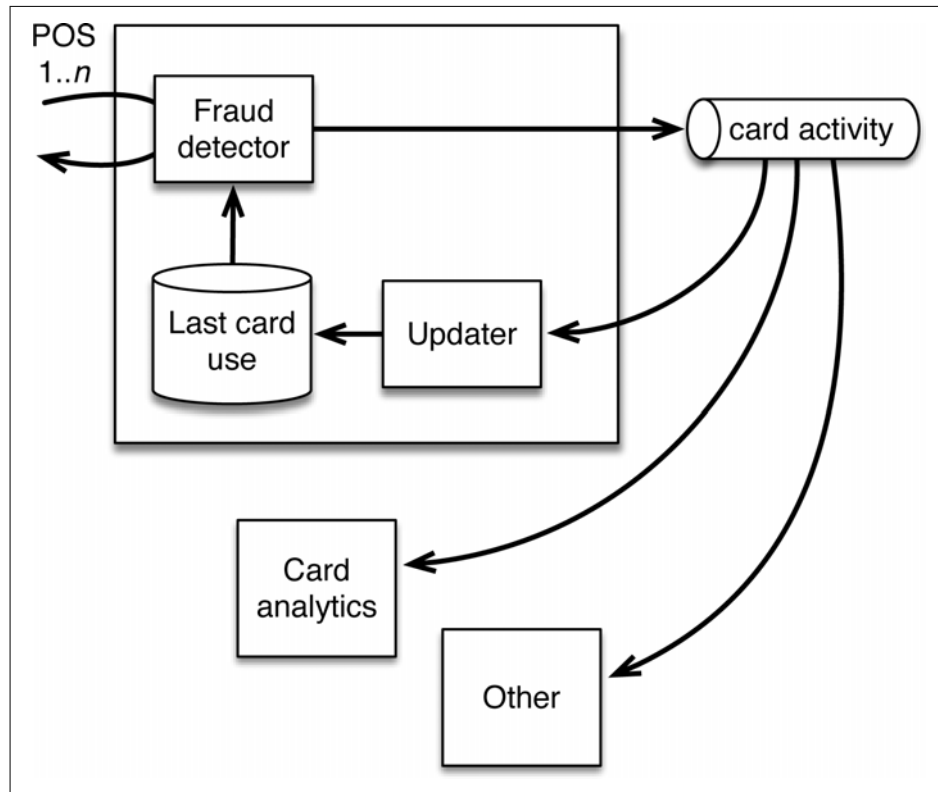 POS
1..n
Fraud
detector
card activity
Last card
use
Updater
Card
analytics
Other